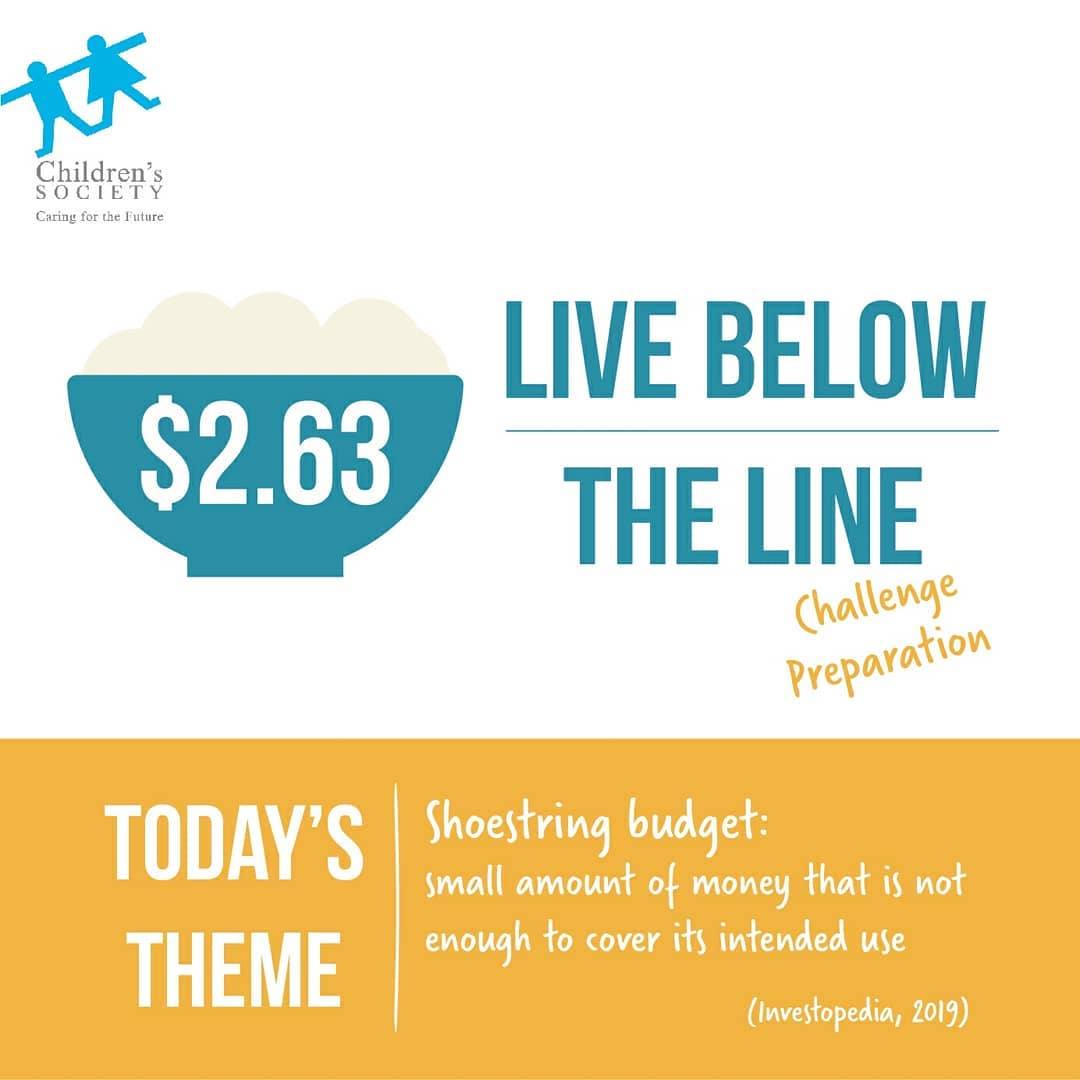 Children's
SOCIETY
Caring for the Future
$2.63
LIVE BELOW
THE LINE
Challenge
Preparation
TODAY'S
THEME
Shoestring budget:
small amount of money that is not
enough to cover its intended use
(Investopedia, 2019)